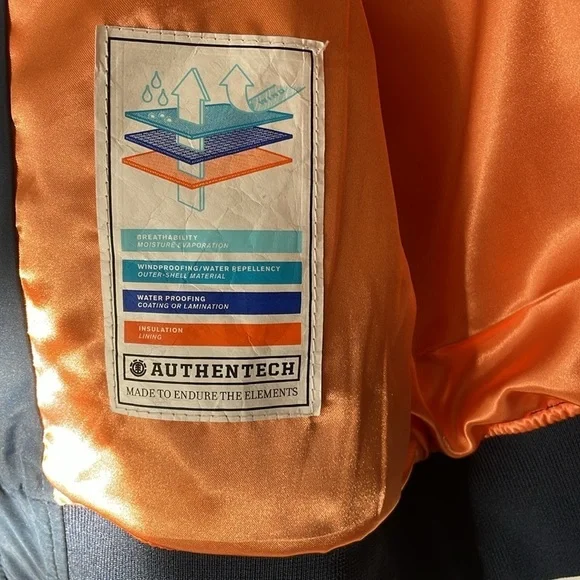 BREATHABILITY
MOISTURE EVAPORATION
WINDPROOFING/WATER REPELLENCY
OUTER-SHELL MATERIAL
WATER PROOFING
COATING OR LAMINATION
INSULATION
LINING
AUTHENTECH
MADE TO ENDURE THE ELEMENTS